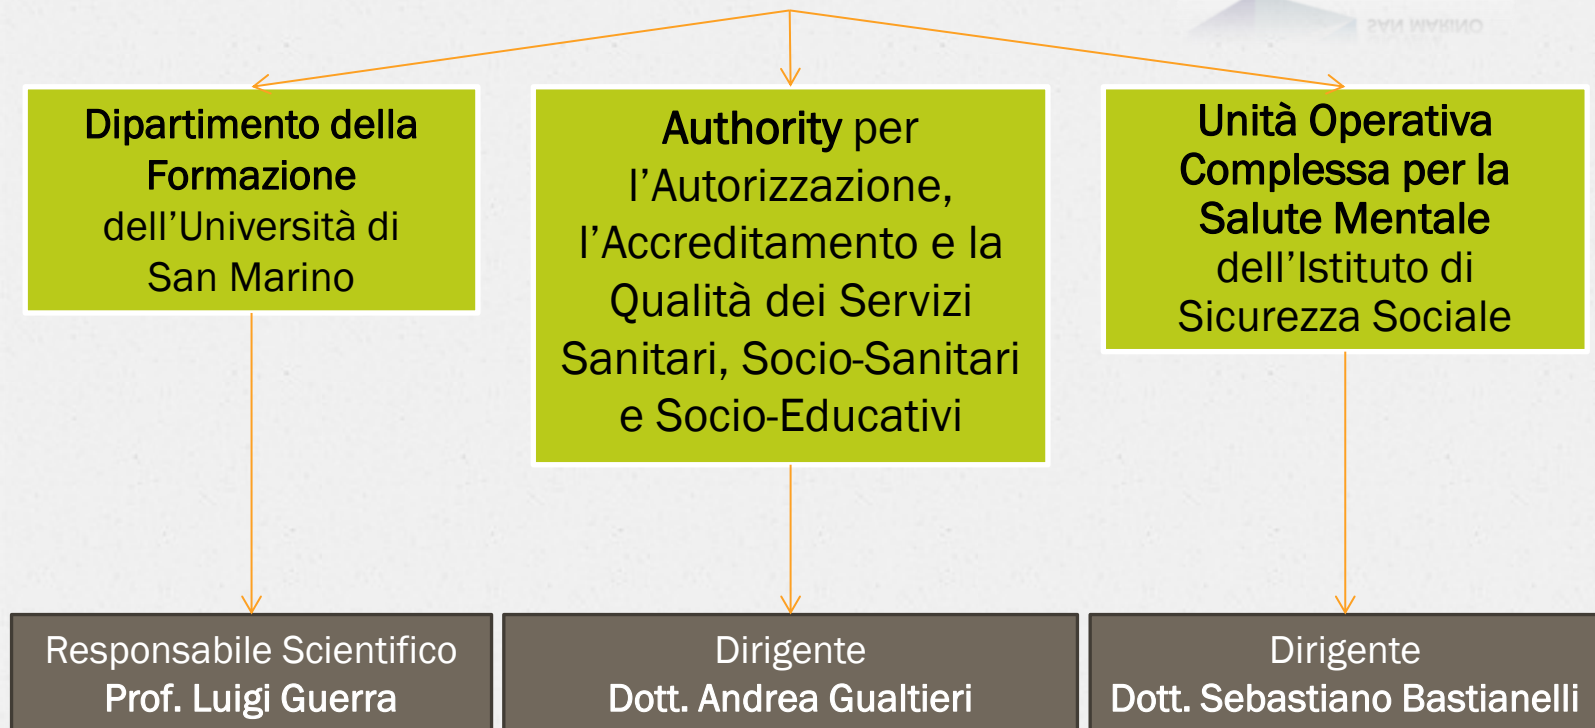 SAN MARINO
Dipartimento della
Formazione
dell’Università di
San Marino
Authority per
l’Autorizzazione,
l’Accreditamento e la
Qualità dei Servizi
Sanitari, Socio-Sanitari
e Socio-Educativi
Unità Operativa
Complessa per la
Salute Mentale
dell’Istituto di
Sicurezza Sociale
Responsabile Scientifico
Prof. Luigi Guerra
Dirigente
Dott. Andrea Gualtieri
Dirigente
Dott. Sebastiano Bastianelli